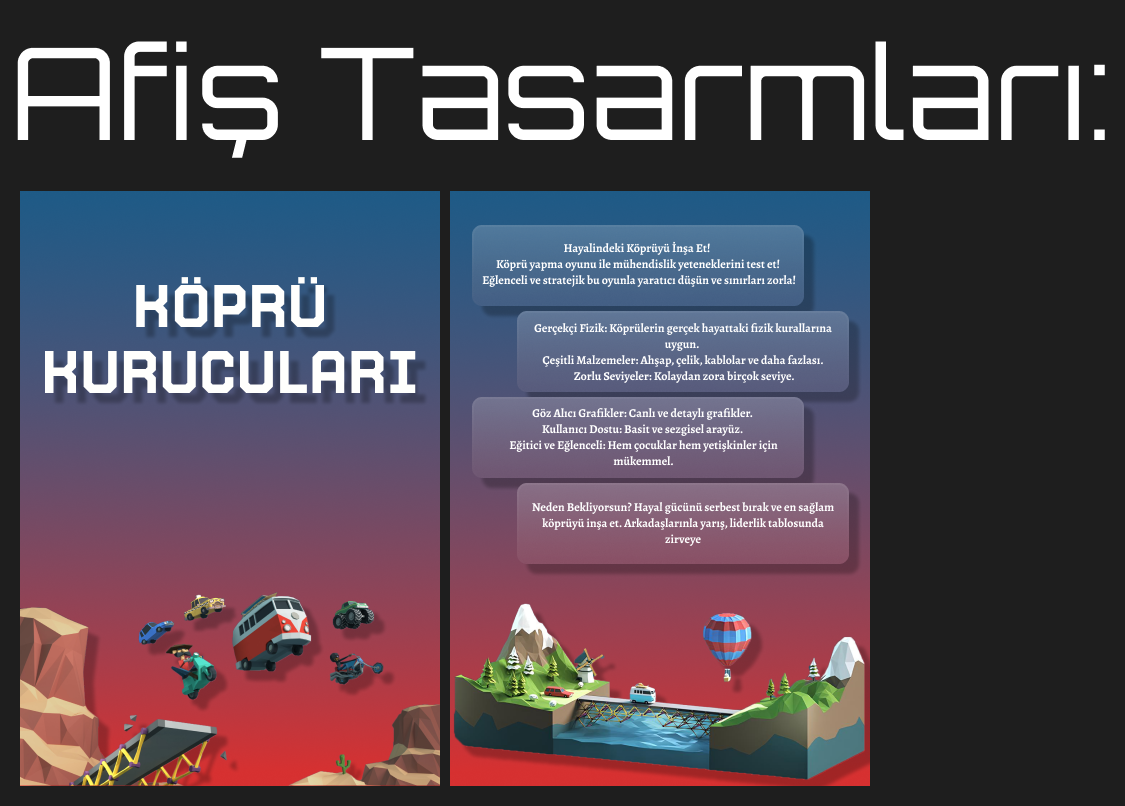 Afiş Tasarmları:
KÖPRÜ
KURUCULARI
Hayalindeki Köprüyü İnşa Et!
Köprü yapma oyunu ile mühendislik yeteneklerini test et!
Eğlenceli ve stratejik bu oyunla yaratıcı düşün ve sınırları zorla!
Gerçekçi Fizik: Köprülerin gerçek hayattaki fizik kurallarına
uygun.
Çeşitli Malzemeler: Ahşap, çelik, kablolar ve daha fazlası.
Zorlu Seviyeler: Kolaydan zora birçok seviye.
Göz Alıcı Grafikler: Canlı ve detaylı grafikler.
Kullanıcı Dostu: Basit ve sezgisel arayüz.
Eğitici ve Eğlenceli: Hem çocuklar hem yetişkinler için
mükemmel.
Neden Bekliyorsun? Hayal gücünü serbest bırak ve en sağlam
köprüyü inşa et. Arkadaşlarınla yarış, liderlik tablosunda
zirveye